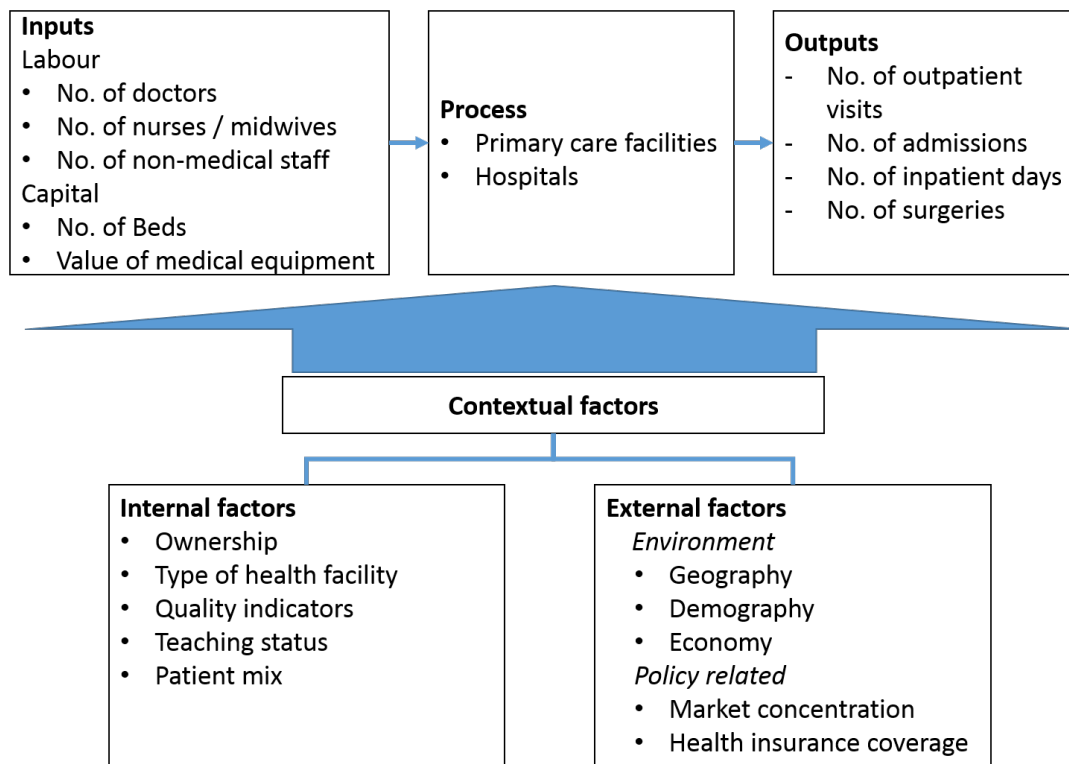 Inputs
Labour
• No. of doctors
• No. of nurses / midwives
• No. of non-medical staff
Capital
• No. of Beds
• Value of medical equipment
Process
• Primary care facilities
• Hospitals
Outputs
- No. of outpatient
visits
- No. of admissions
- No. of inpatient days
- No. of surgeries
Contextual factors
Internal factors
• Ownership
• Type of health facility
• Quality indicators
• Teaching status
• Patient mix
External factors
Environment
• Geography
• Demography
• Economy
Policy related
• Market concentration
• Health insurance coverage